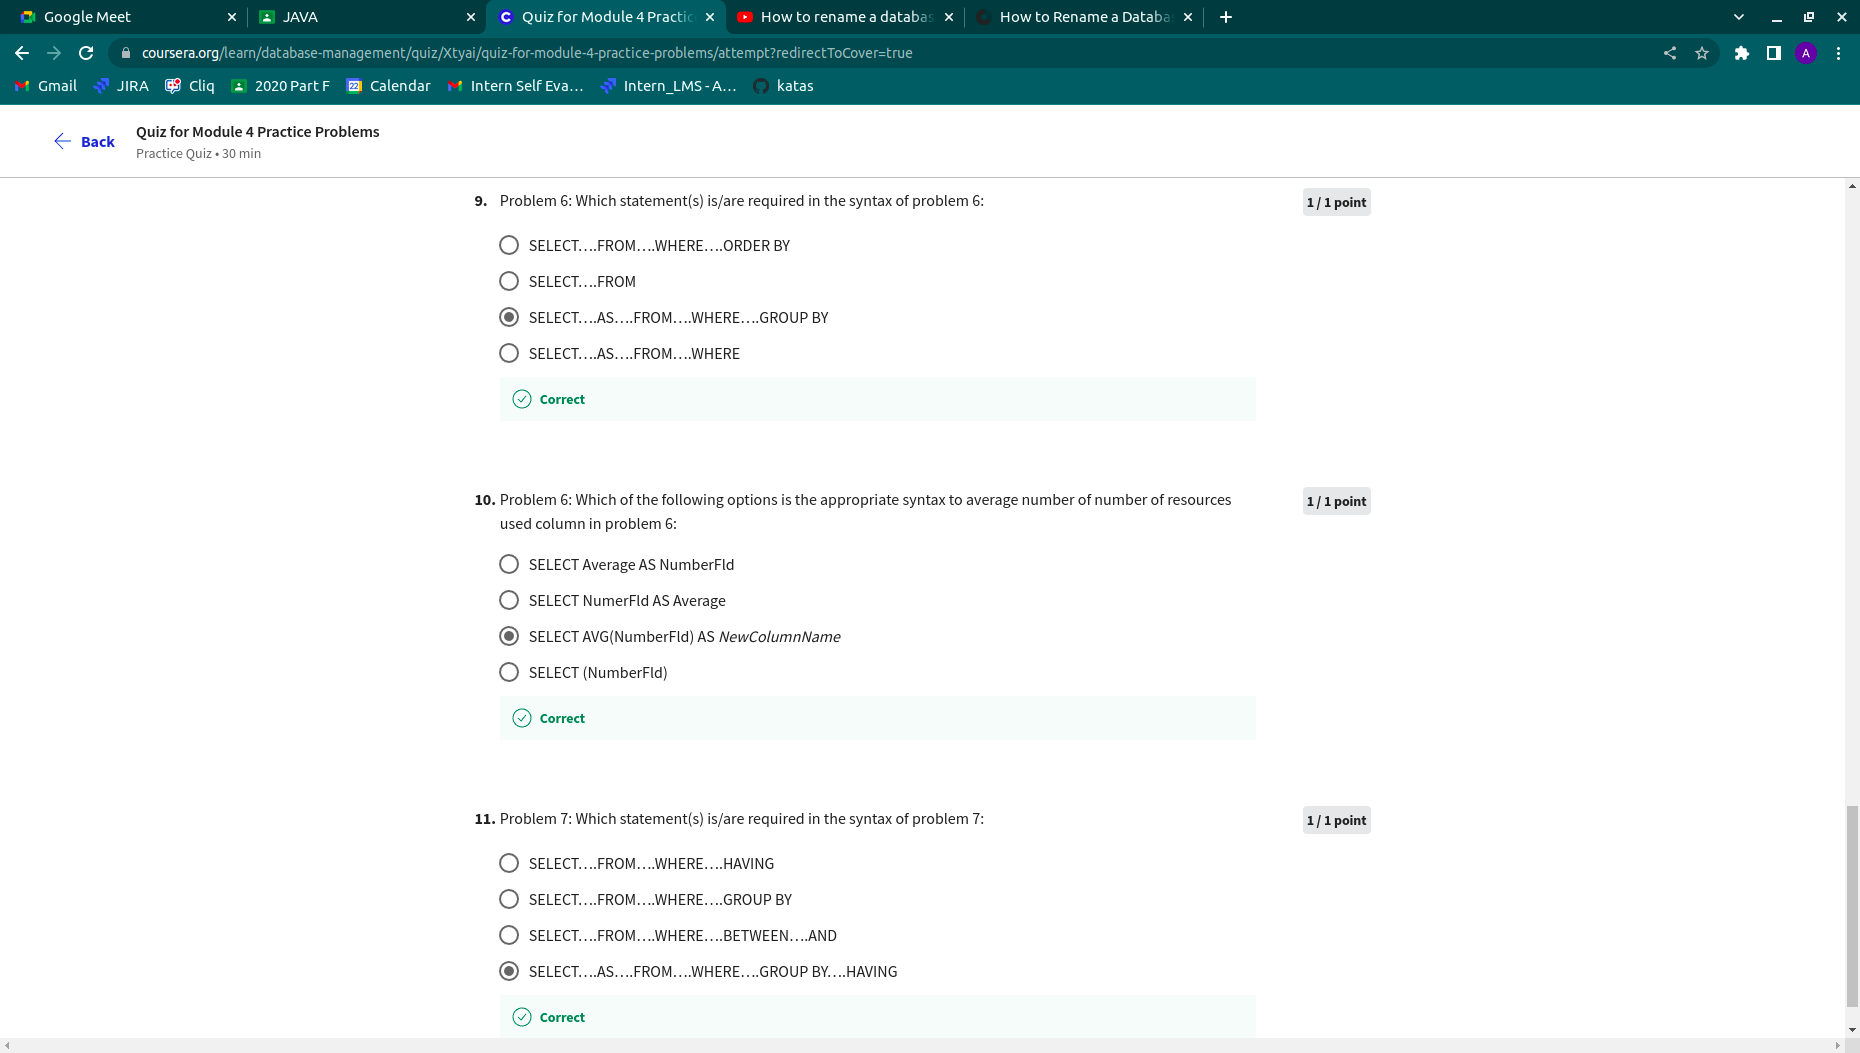 Google Meet
JAVA
Quiz for Module 4 Practic
How to rename a databas
How to Rename a Databa
coursera.org/learn/database-management/quiz/Xtyai/quiz-for-module-4-practice-problems/attempt?redirectToCover=true
A
Gmail
JIRA
Cliq
2020 Part F
22
Calendar
Intern Self Eva...
Intern_LMS - A...
katas
Back
Quiz for Module 4 Practice Problems
Practice Quiz • 30 min
9. Problem 6: Which statement(s) is/are required in the syntax of problem 6:
1 / 1 point
SELECT….FROM….WHERE….ORDER BY
SELECT….FROM
SELECT….AS….FROM….WHERE….GROUP BY
SELECT….AS….FROM….WHERE
Correct
10. Problem 6: Which of the following options is the appropriate syntax to average number of number of resources
used column in problem 6:
1 / 1 point
SELECT Average AS NumberFld
SELECT NumerFld AS Average
SELECT AVG(NumberFld) AS NewColumnName
SELECT (NumberFld)
Correct
11. Problem 7: Which statement(s) is/are required in the syntax of problem 7:
1 / 1 point
SELECT….FROM….WHERE….HAVING
SELECT….FROM….WHERE….GROUP BY
SELECT….FROM….WHERE….BETWEEN….AND
SELECT….AS….FROM….WHERE….GROUP BY….HAVING
Correct